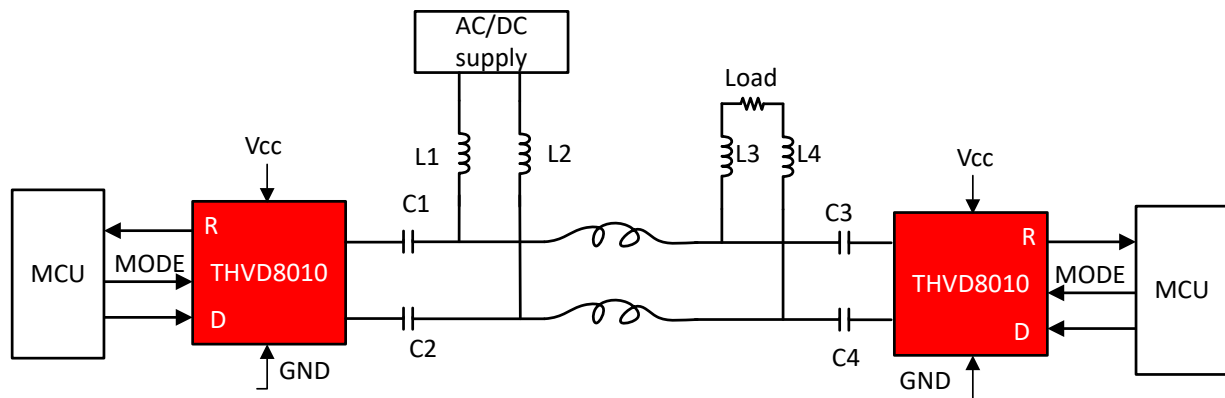 AC/DC
supply
Load
L1
L2
L3
L4
Vcc
Vcc
C1
C3
R
MODE
THVD8010
D
MCU
C2
GND
R
MODE
THVD8010
D
MCU
C4
GND